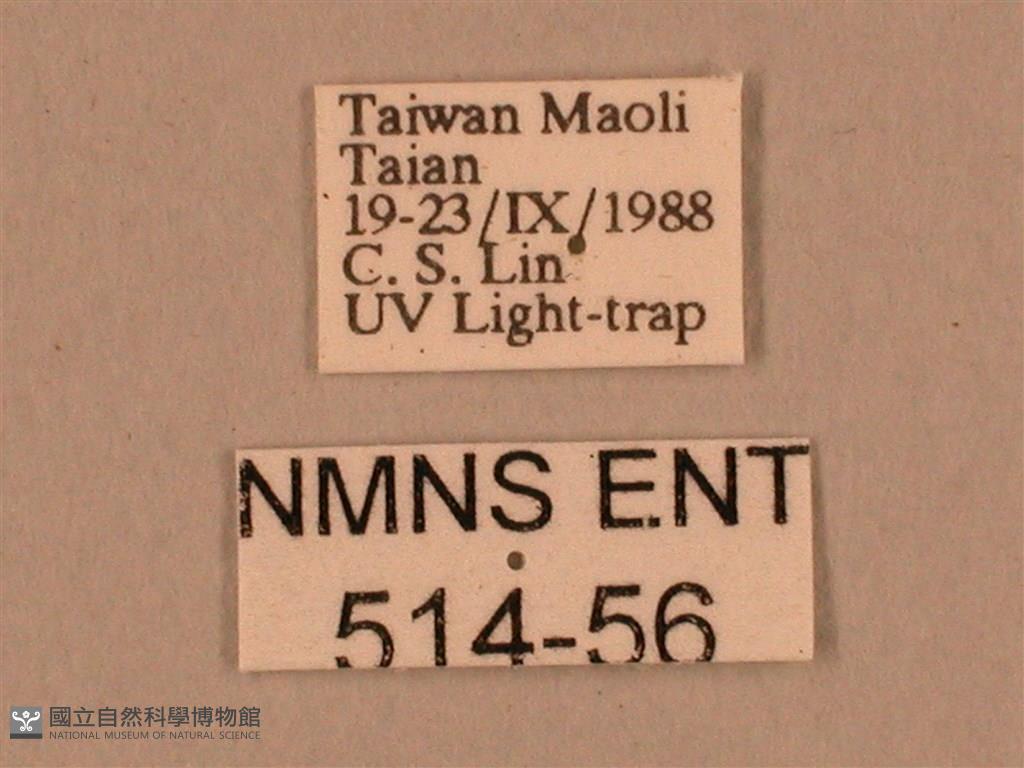 Taiwan Maoli
Taian
19-23/IX/1988
C. S. Lin
UV Light-trap
NMNS ENT
514-56
國立自然科學博物館
NATIONAL MUSEUM OF NATURAL SCIENCE